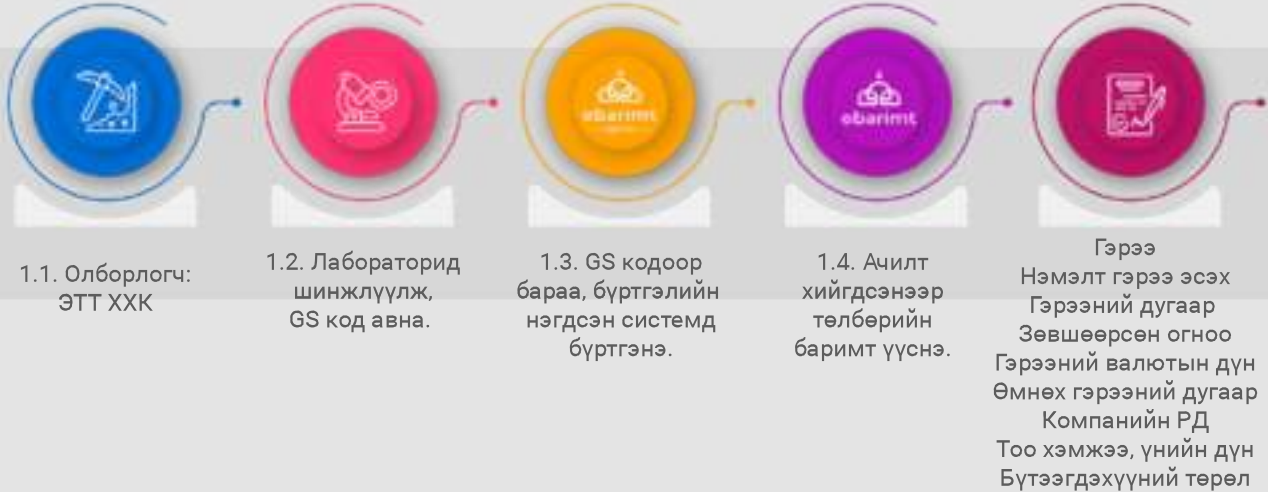 ebarimt
ebarimt
1.1. Олборлогч:
ЭТТ ХХК
1.2. Лабораторид
шинжлүүлж,
GS код авна.
1.3. GS кодоор
бараа, бүртгэлийн
нэгдсэн системд
бүртгэнэ.
1.4. Ачилт
хийгдсэнээр
төлбөрийн
баримт үүснэ.
Гэрээ
Нэмэлт гэрээ эсэх
Гэрээний дугаар
Зөвшөөрсөн огноо
Гэрээний валютын дүн
Өмнөх гэрээний дугаар
Компанийн РД
Тоо хэмжээ, үнийн дүн
Бүтээгдэхүүний төрөл